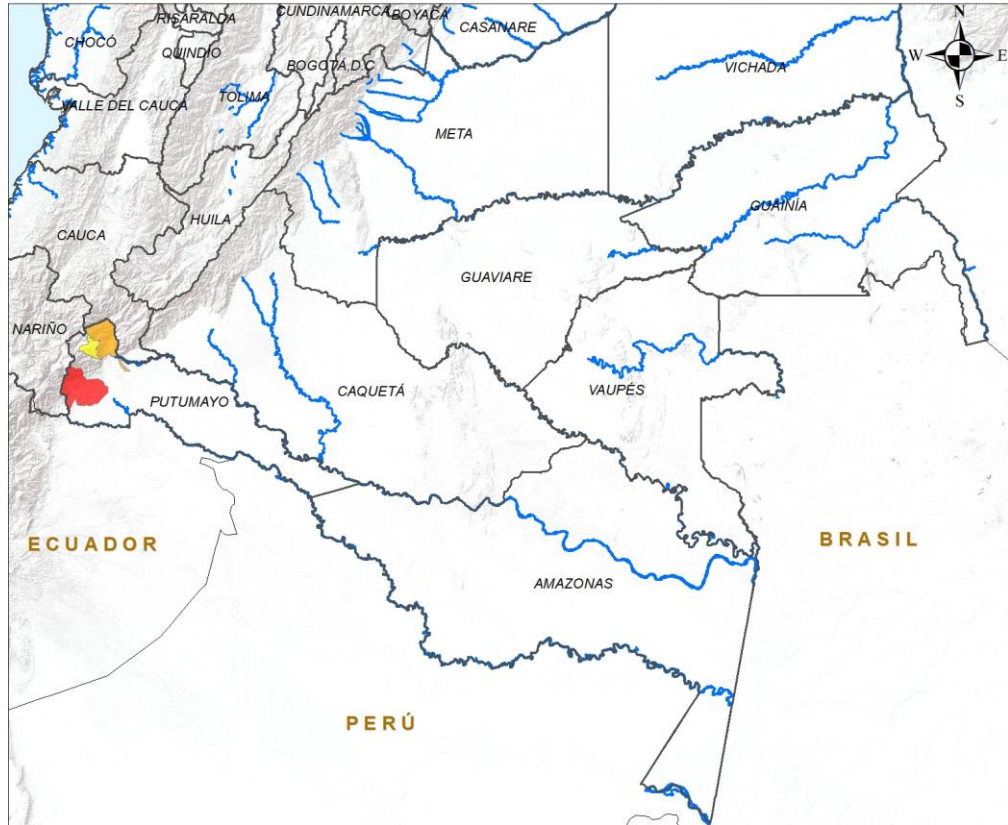 CUNDINAMARCA
BOYACÁ
RISARALDA
CASANARE
N
CHOCÓ
QUINDÍO
BOGOTÁ D.C
W
E
VICHADA
S
VALLE DEL CAUCA
TOLIMA
META
GUAINÍA
HUILA
CAUCA
GUAVIARE
NARIÑO
CAQUETÁ
VAUPÉS
PUTUMAYO
ECUADOR
BRASIL
AMAZONAS
PERÚ